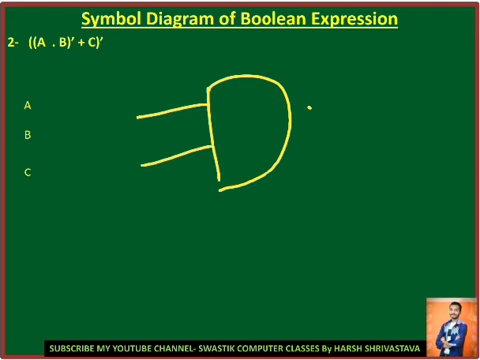 Symbol Diagram of Boolean Expression
2- ((A . B)’ + C)’
A
B
C
SUBSCRIBE MY YOUTUBE CHANNEL- SWASTIK COMPUTER CLASSES By HARSH SHRIVASTAVA